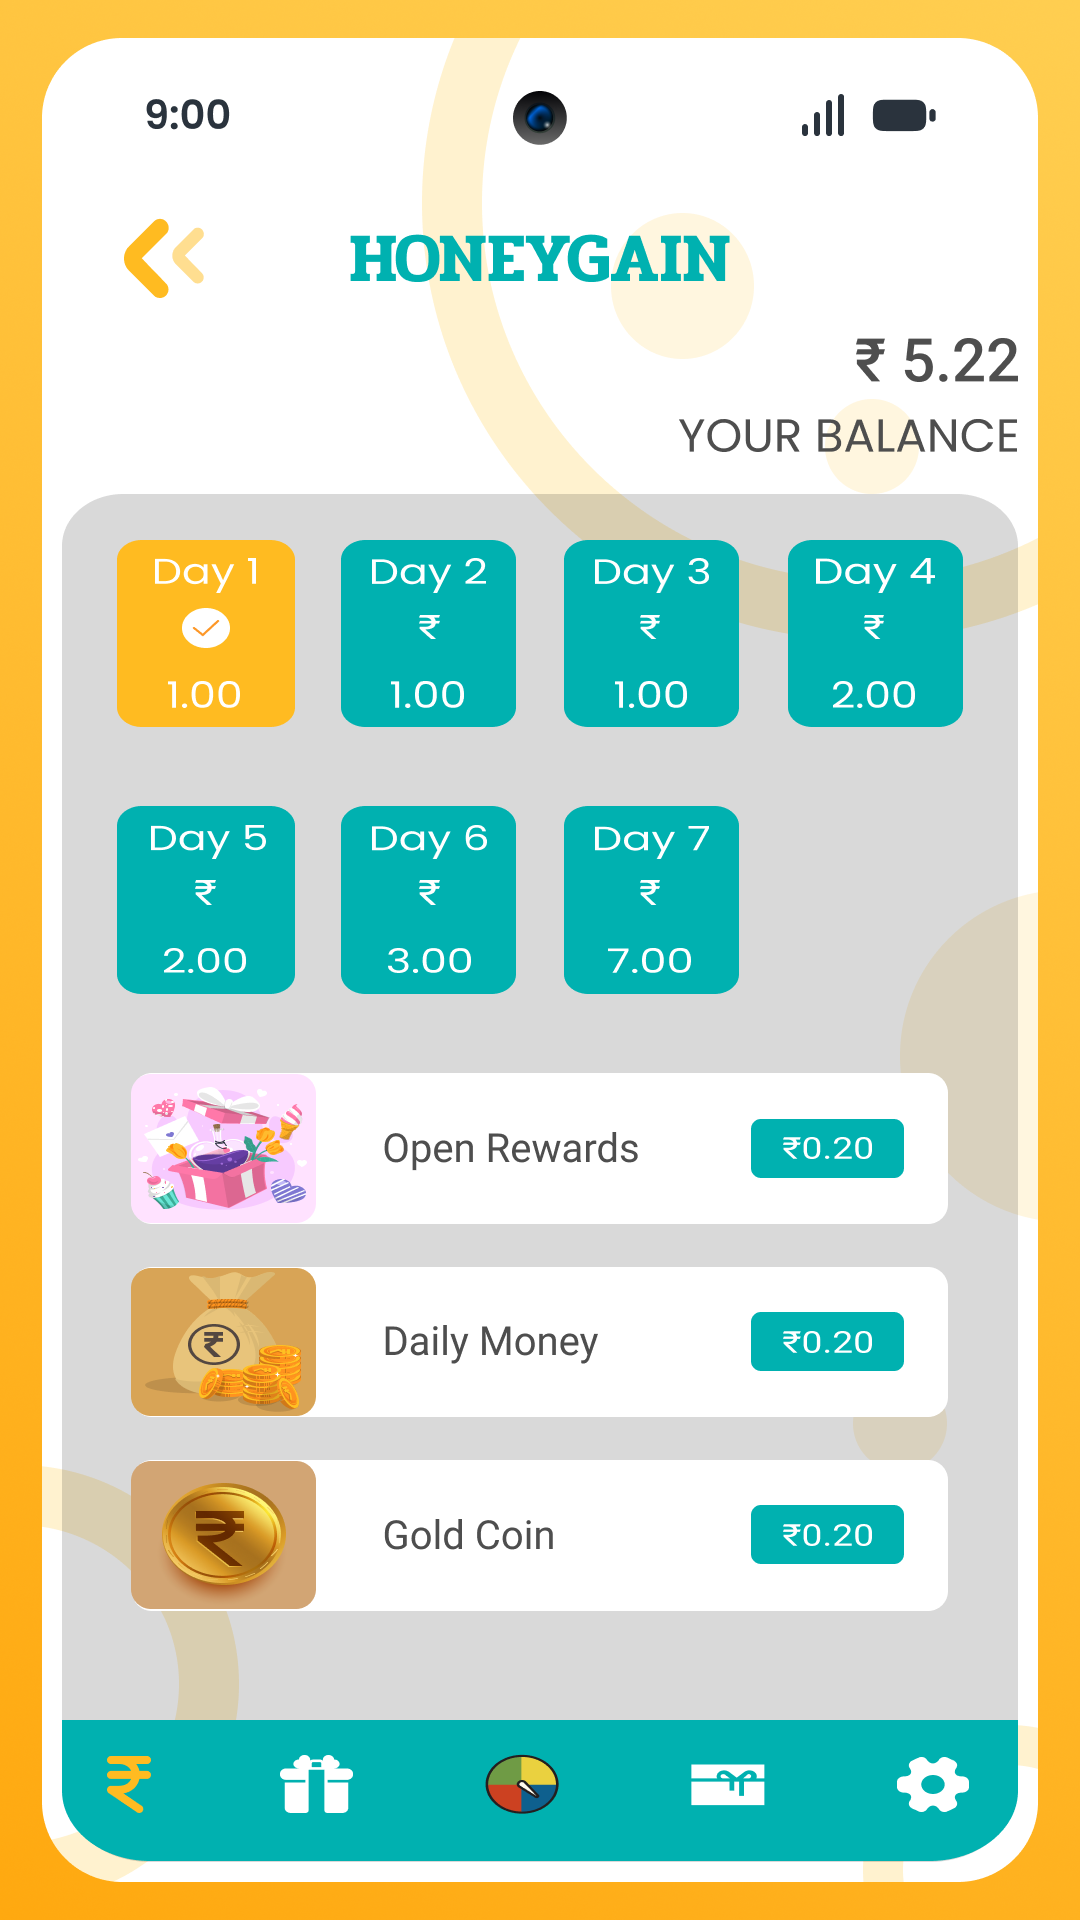 9:00
HONEYGAIN
₹ 5.22
YOUR BALANCE
Day 1
1.00
Day 2
₹
1.00
Day 3
₹
1.00
Day 4
₹
2.00
Day 5
₹
2.00
Day 6
₹
3.00
Day 7
₹
7.00
Open Rewards
₹0.20
₹
Daily Money
₹0.20
₹
Gold Coin
₹0.20
₹